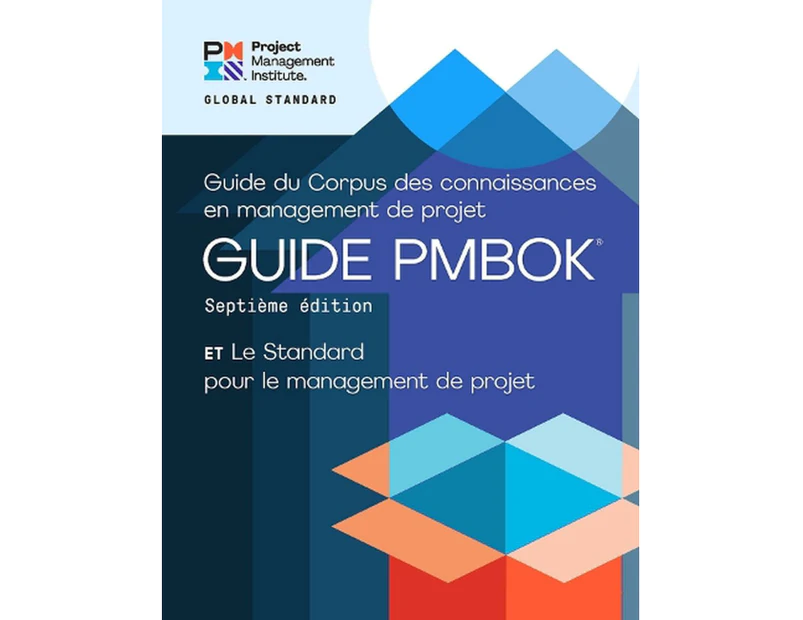 PM
Project
Management
Institute.
GLOBAL STANDARD
Guide du Corpus des connaissances
en management de projet
GUIDE PMBOK®
Septième édition
ET Le Standard
pour le management de projet